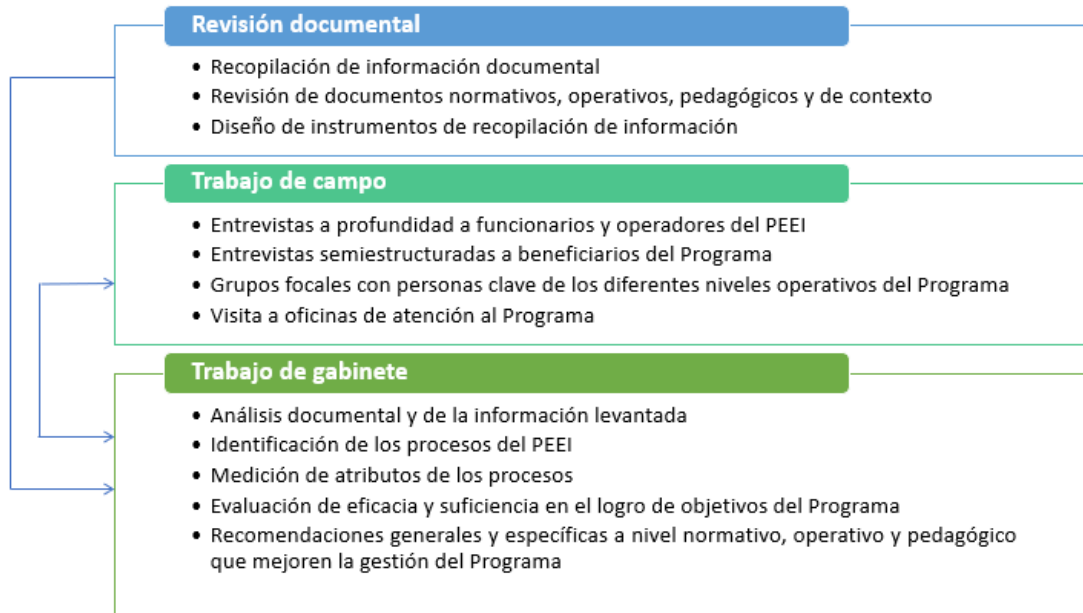 Revisión documental
• Recopilación de información documental
• Revisión de documentos normativos, operativos, pedagógicos y de contexto
• Diseño de instrumentos de recopilación de información
Trabajo de campo
• Entrevistas a profundidad a funcionarios y operadores del PEEI
• Entrevistas semiestructuradas a beneficiarios del Programa
• Grupos focales con personas clave de los diferentes niveles operativos del Programa
• Visita a oficinas de atención al Programa
Trabajo de gabinete
• Análisis documental y de la información levantada
• Identificación de los procesos del PEEI
• Medición de atributos de los procesos
• Evaluación de eficacia y suficiencia en el logro de objetivos del Programa
• Recomendaciones generales y específicas a nivel normativo, operativo y pedagógico
que mejoren la gestión del Programa